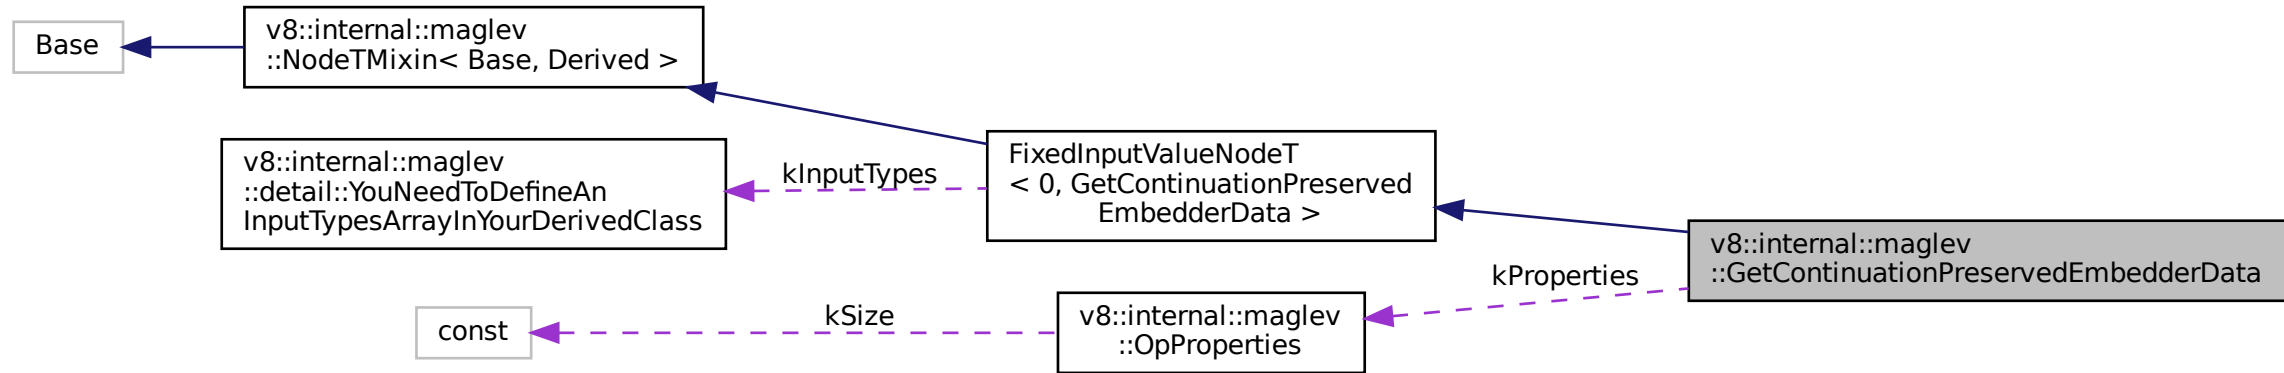 Base
v8::internal::maglev
::NodeTMixin< Base, Derived >
v8::internal::maglev
::detail::YouNeedToDefineAn
InputTypesArrayInYourDerivedClass
kInputTypes
FixedInputValueNodeT
< 0, GetContinuationPreserved
EmbedderData >
v8::internal::maglev
::GetContinuationPreservedEmbedderData
kProperties
const
kSize
v8::internal::maglev
::OpProperties